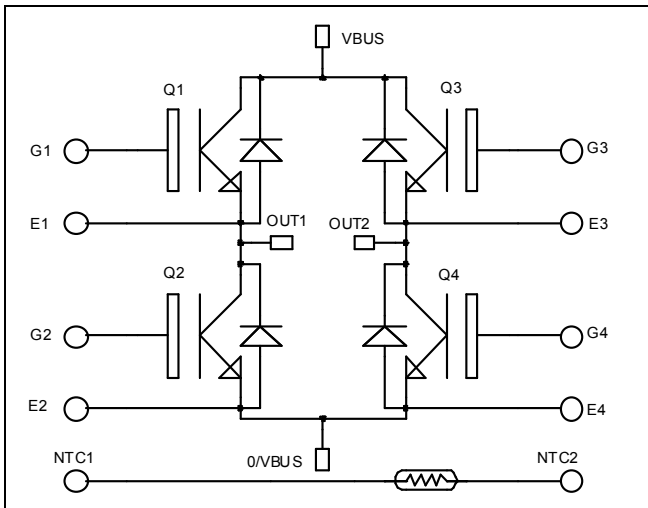 VBUS
Q1
Q3
G1
G3
E1
OUT1
OUT2
E3
Q2
Q4
G2
G4
E2
E4
NTC1
0/VBUS
NTC2